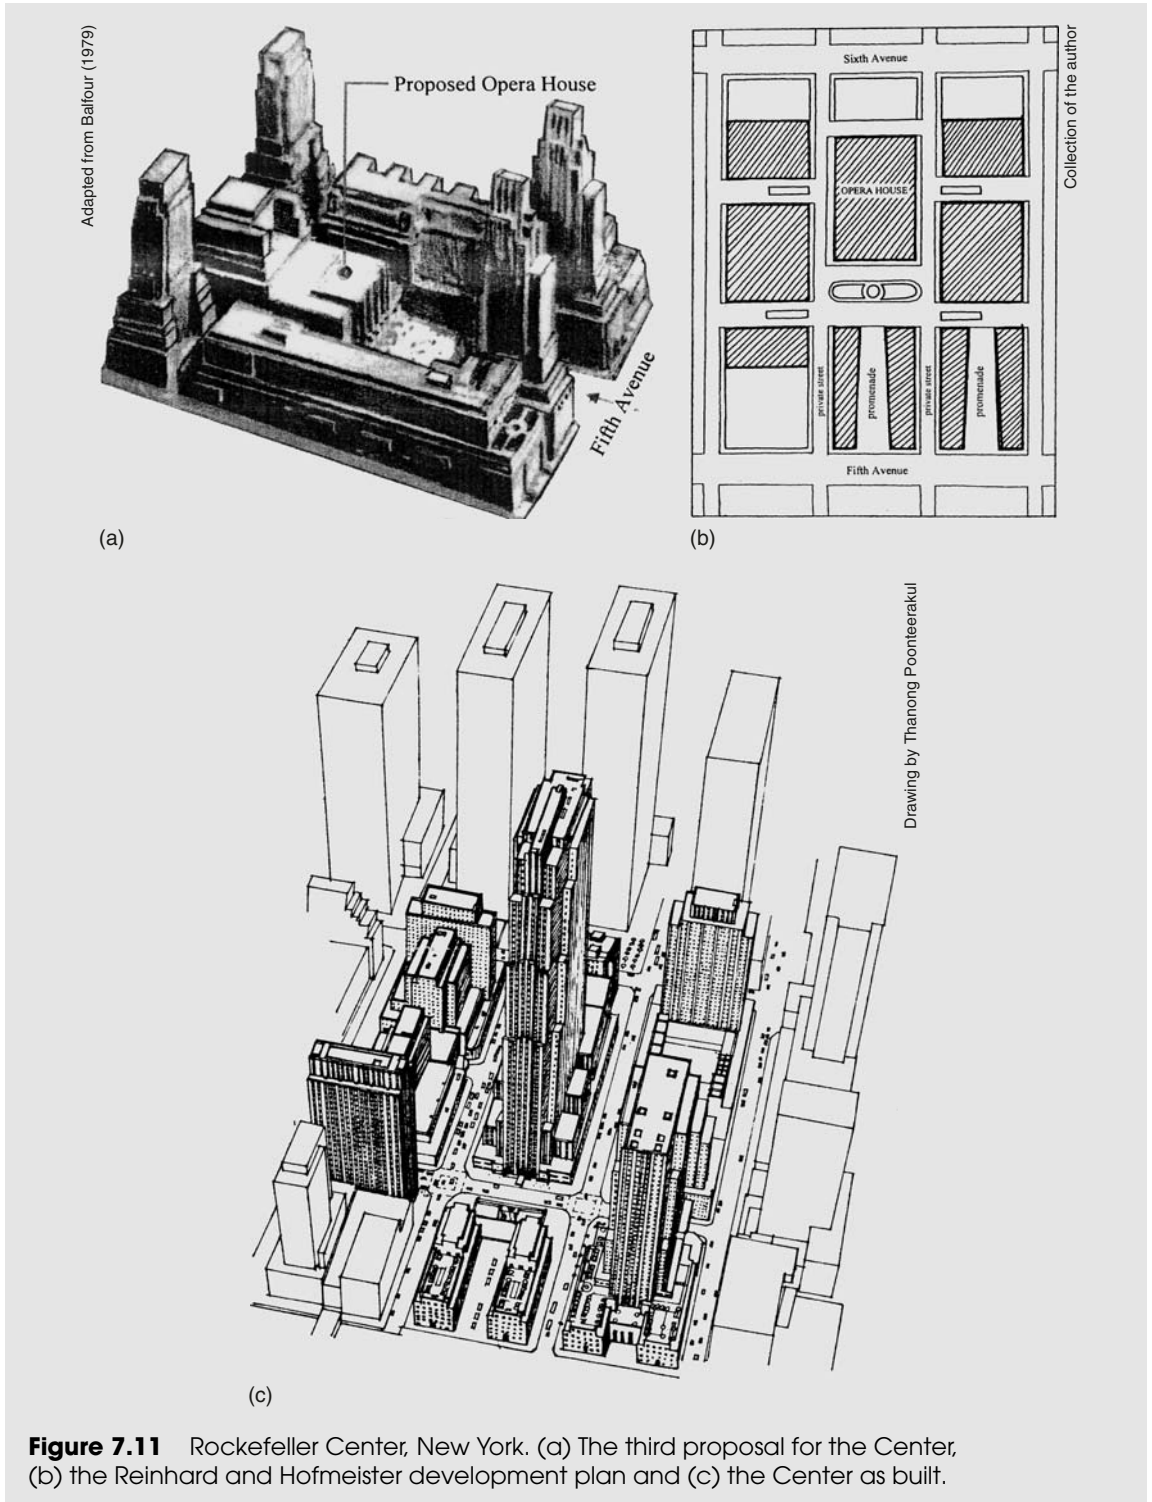 Adapted from Balfour (1979)
Proposed Opera House
Fifth Avenue
(a)
Sixth Avenue
OPERA HOUSE
private street
promenade
private street
promenade
Fifth Avenue
Collection of the author
(b)
Drawing by Thanong Poonteerakul
(c)
Figure 7.11 Rockefeller Center, New York. (a) The third proposal for the Center,
(b) the Reinhard and Hofmeister development plan and (c) the Center as built.